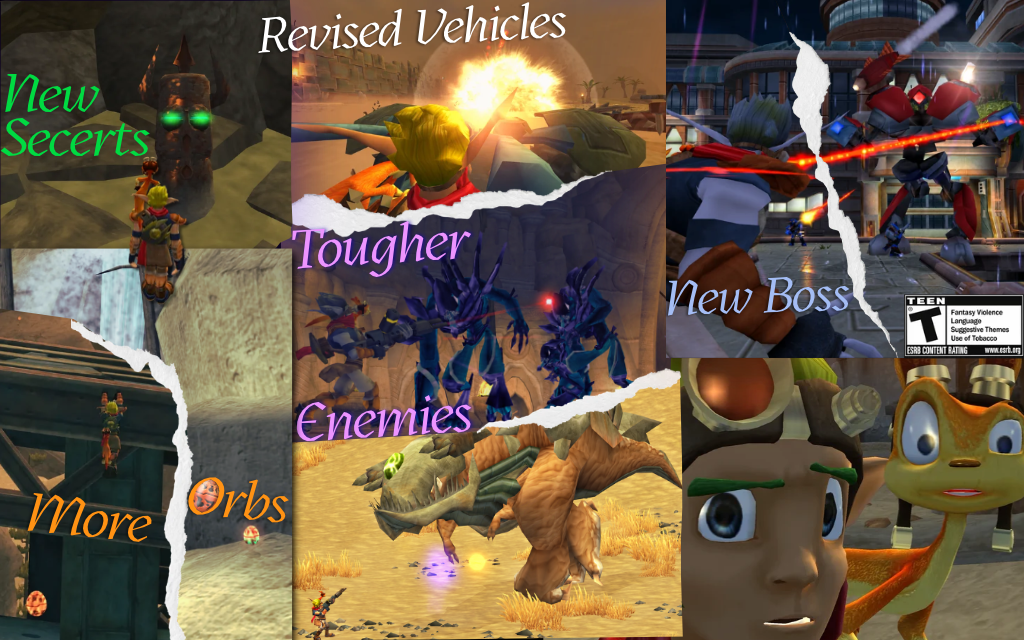 Revised Vehicles
New
Secerts
Tougher
Enemies
More Orbs
New Boss
TEEN
T
®
Fantasy Violence
Language
Suggestive Themes
Use of Tobacco
ESRB CONTENT RATING www.esrb.org